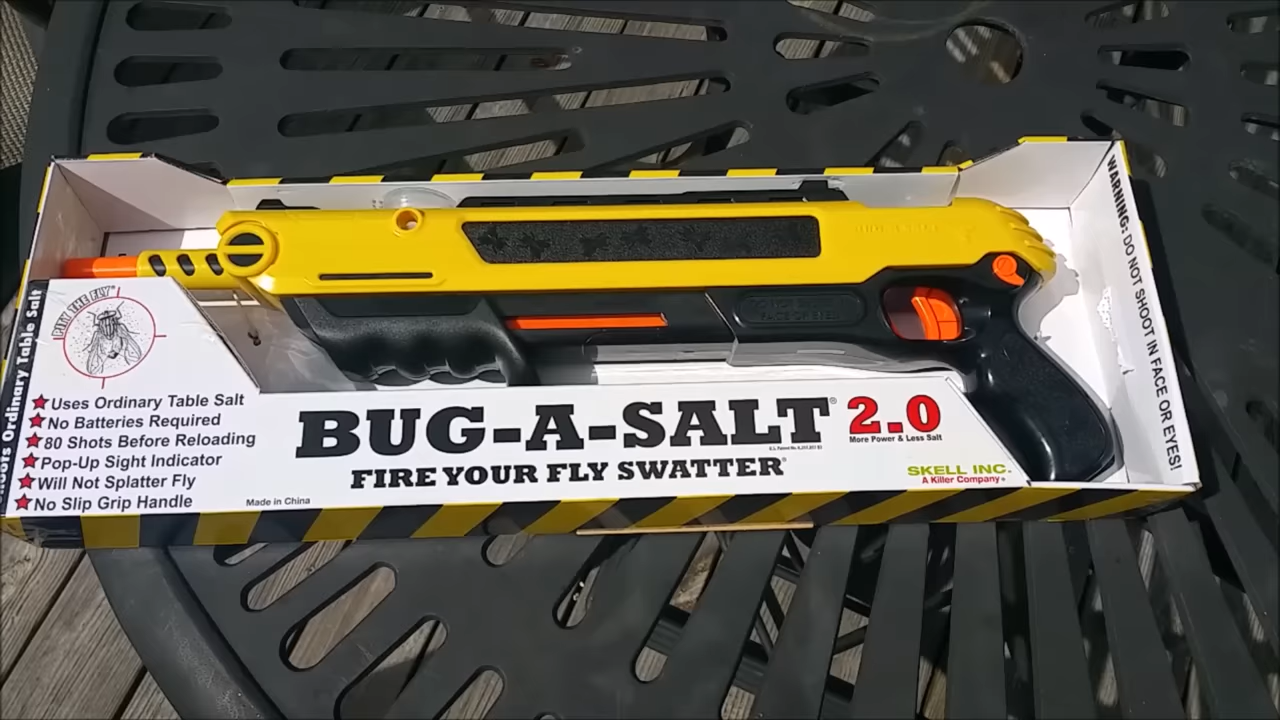 WARNING: DO NOT SHOOT IN FACE OR EYES!
Ordinary Table Salt
THE FLY
Uses Ordinary Table Salt
No Batteries Required
80 Shots Before Reloading
Pop-Up Sight Indicator
Will Not Splatter Fly
No Slip Grip Handle
BUG-A-SALT® 2.0
More Power & Less Salt
FIRE YOUR FLY SWATTER®
Made in China
SKELL INC.
A Killer Company